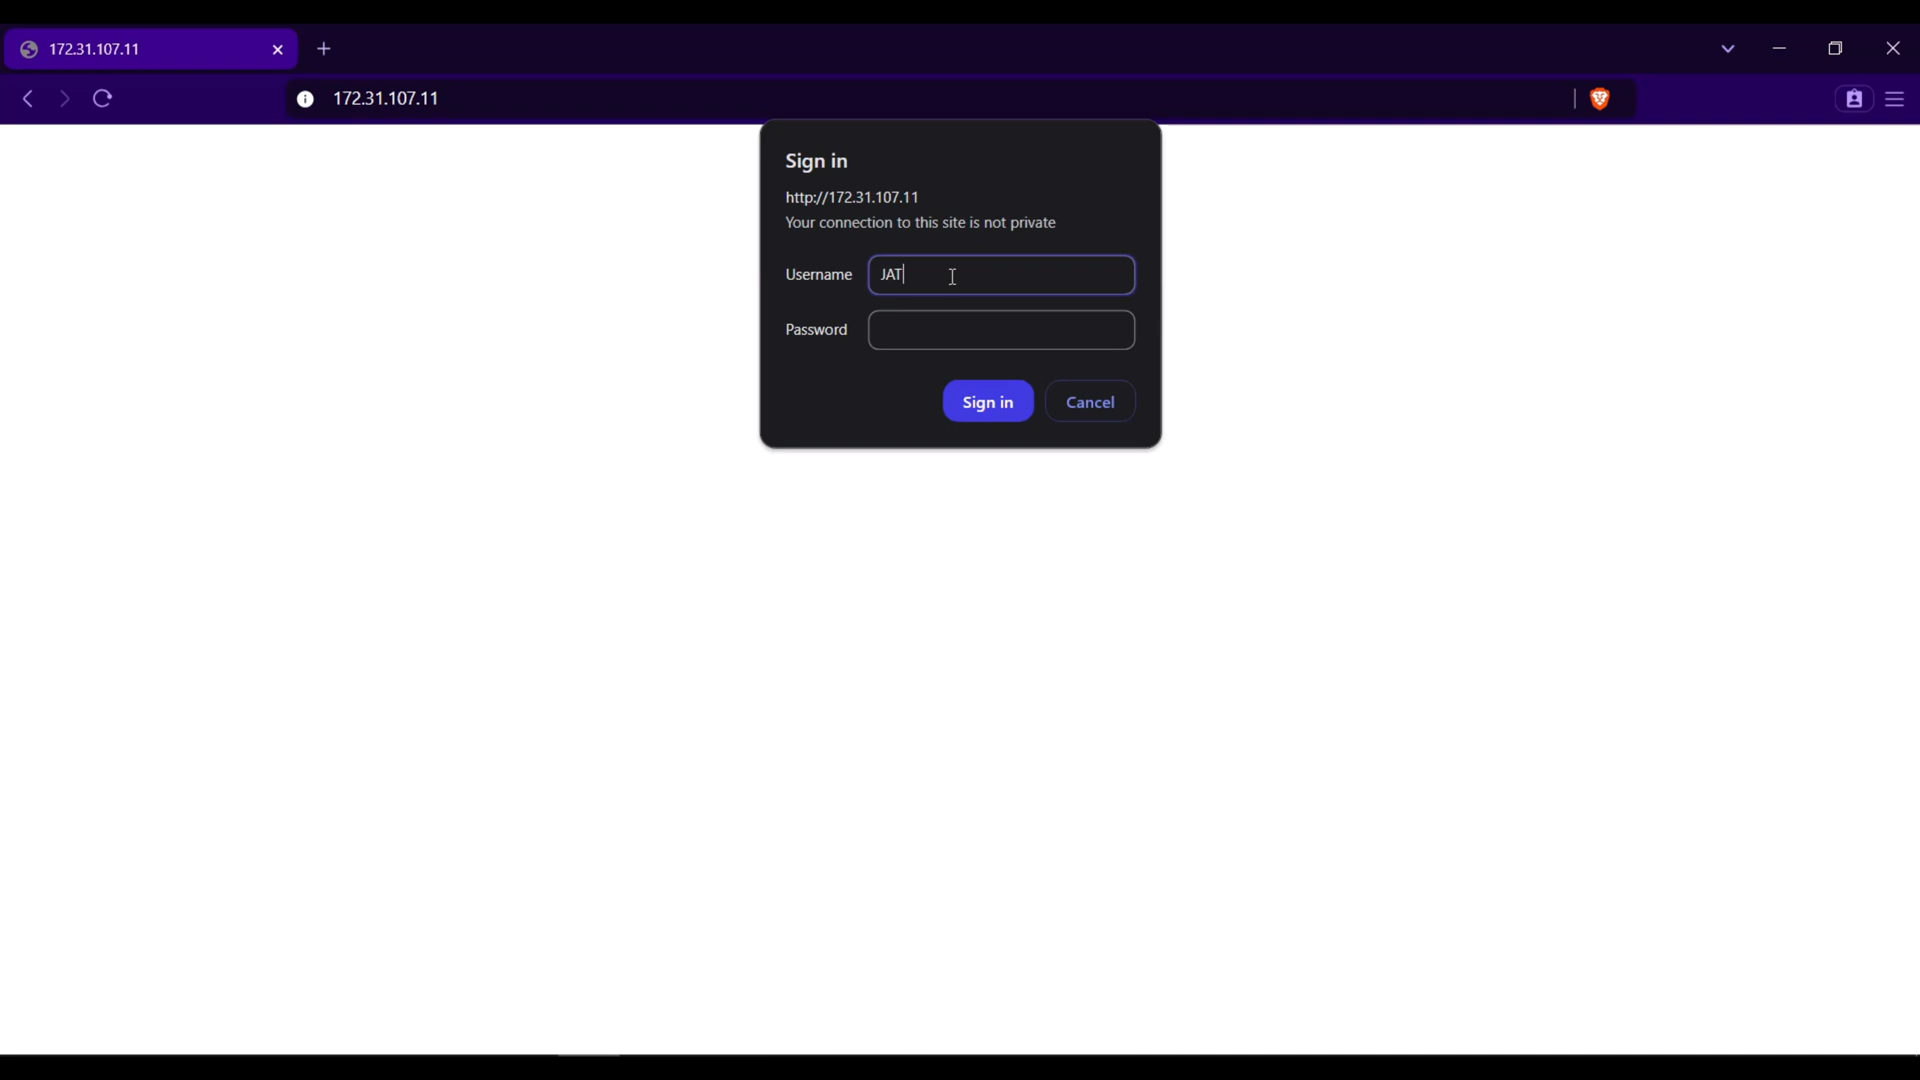 172.31.107.11
172.31.107.11
Sign in
http://172.31.107.11
Your connection to this site is not private
Username JAT
Password
Sign in Cancel